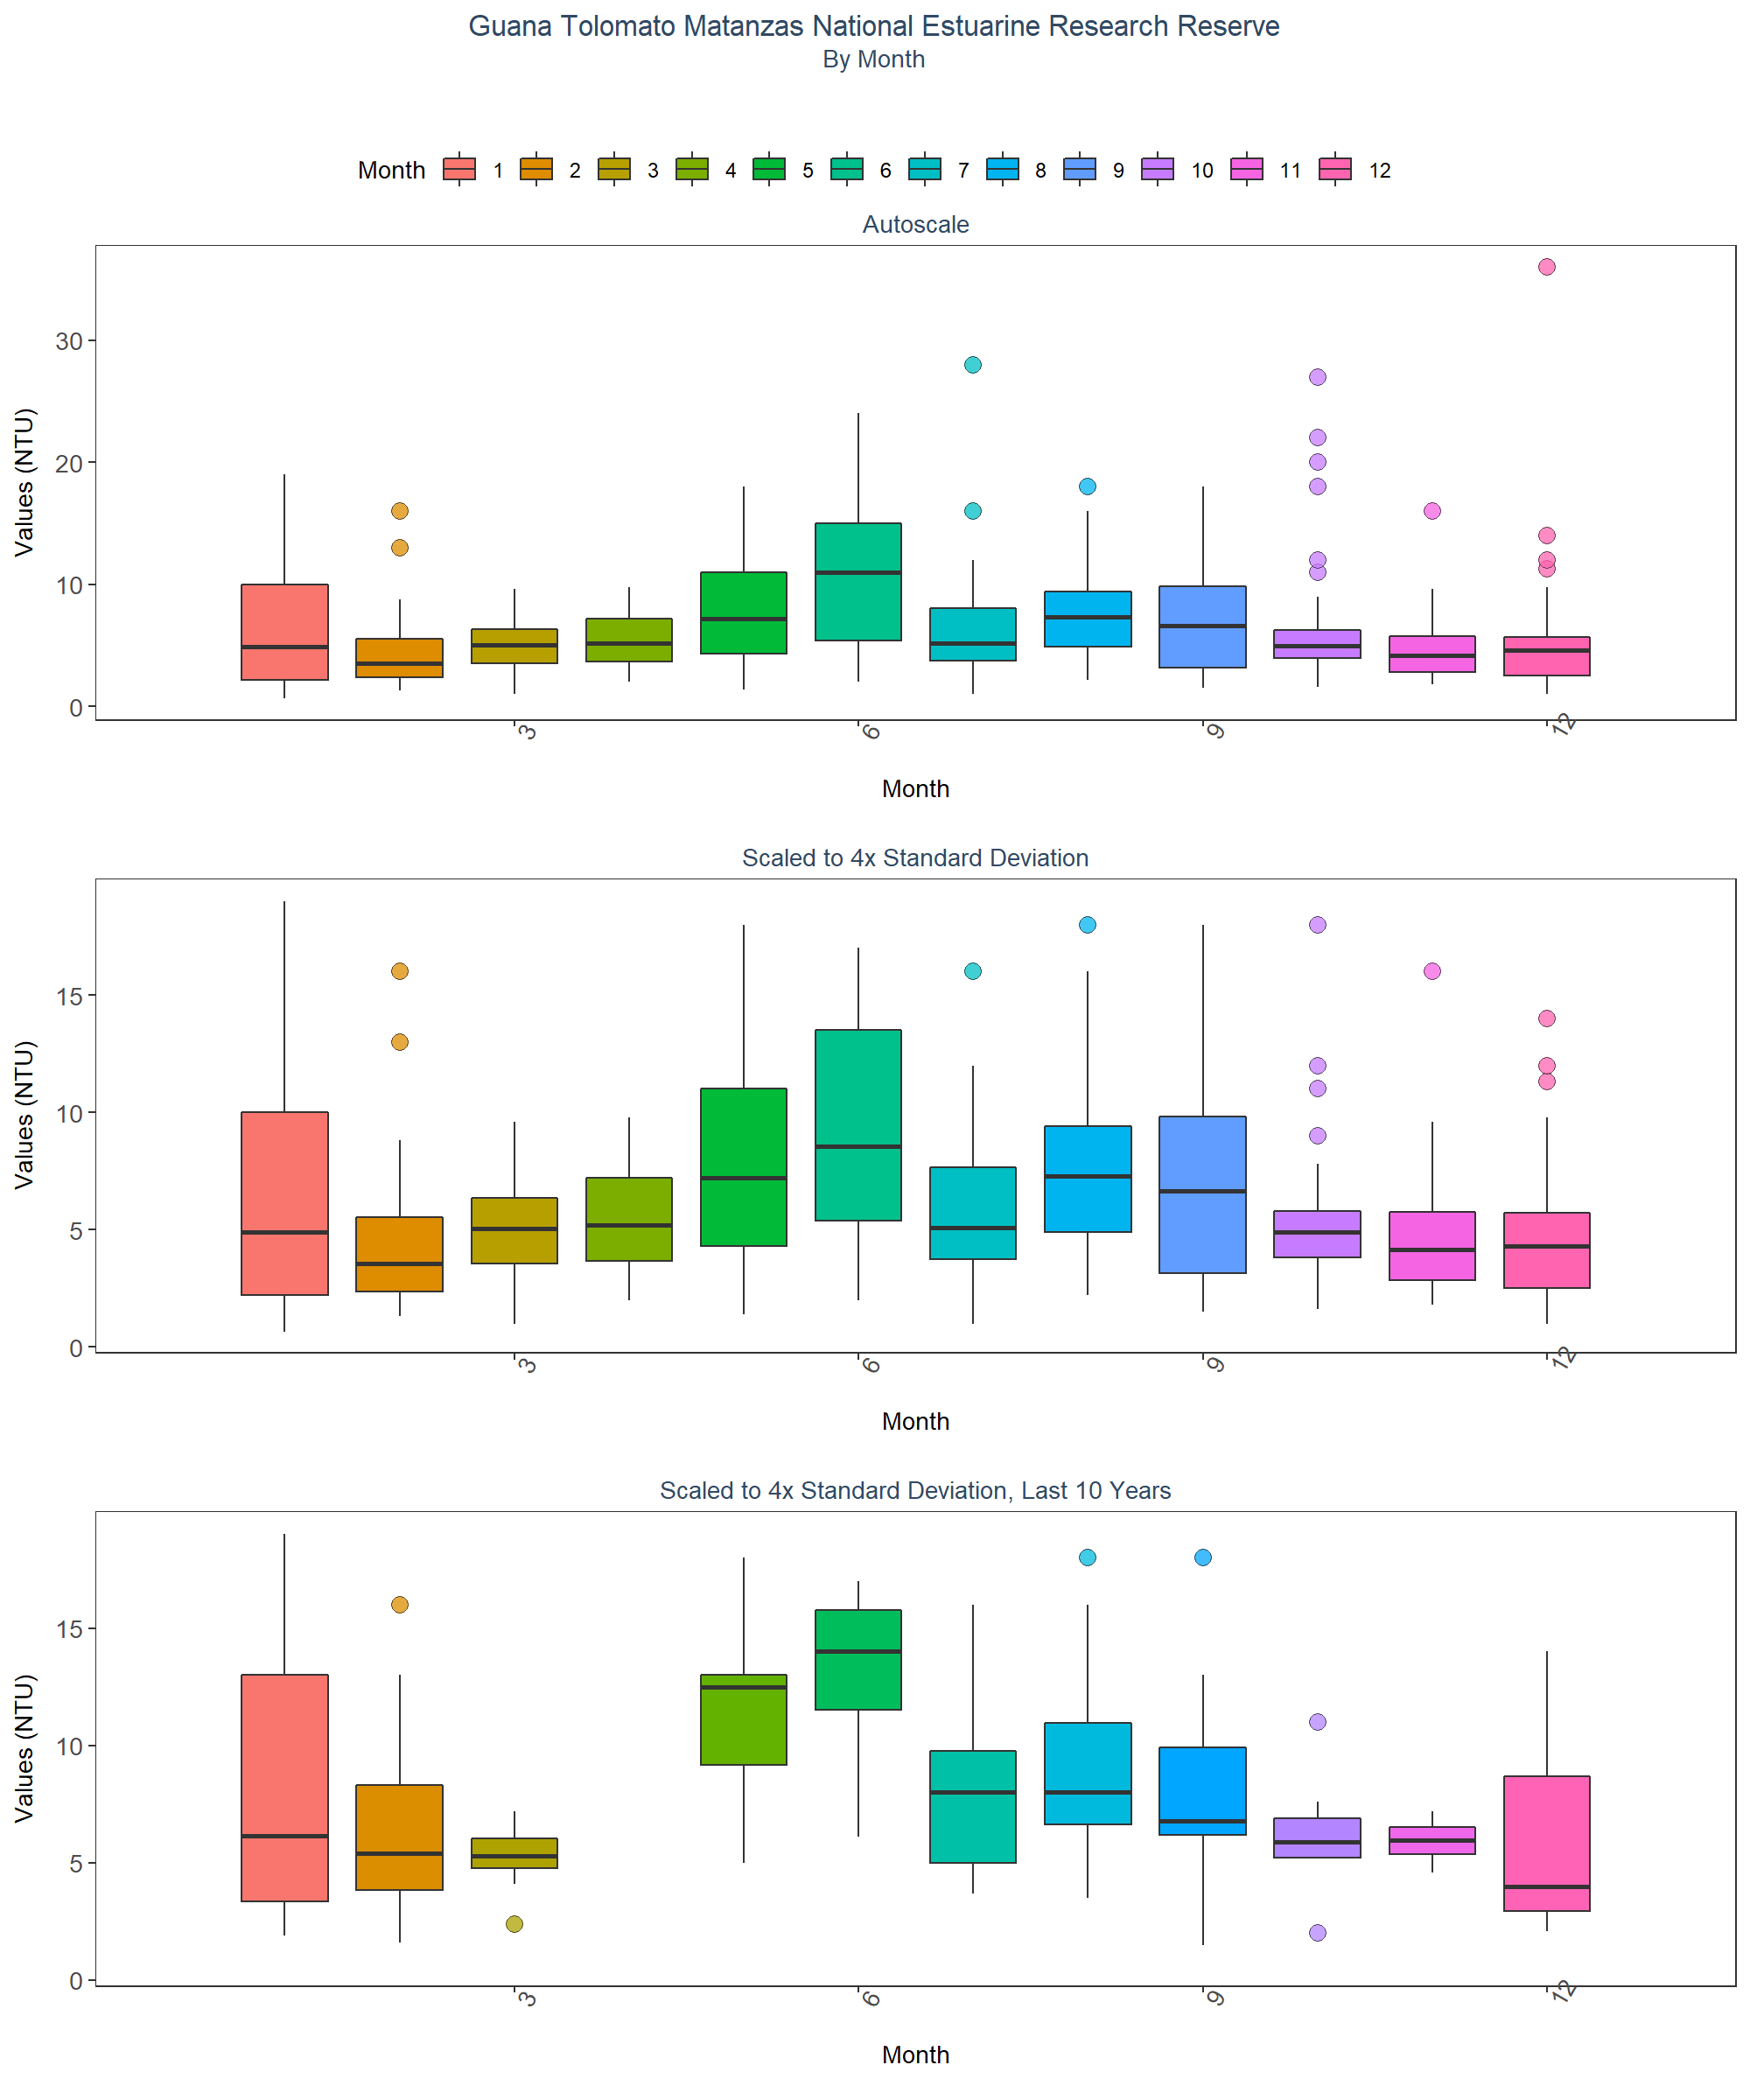 Guana Tolomato Matanzas National Estuarine Research Reserve
By Month
Month 1 2 3 4 5 6 7 8 9 10 11 12
Autoscale
Values (NTU)
30
20
10
0
3 6 9 12
Month
Scaled to 4x Standard Deviation
Values (NTU)
15
10
5
0
3 6 9 12
Month
Scaled to 4x Standard Deviation, Last 10 Years
Values (NTU)
15
10
5
0
3 6 9 12
Month